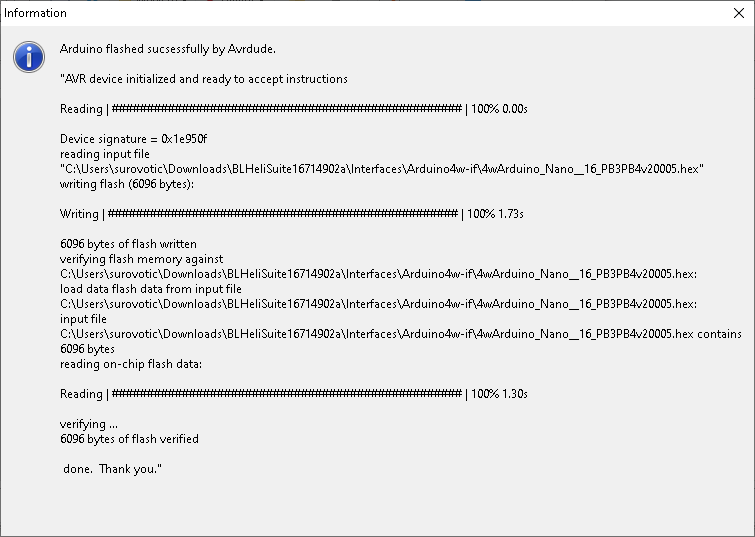 Information
Arduino flashed sucsessfully by Avrdude.
"AVR device initialized and ready to accept instructions
Reading | ################################################## | 100% 0.00s
Device signature = 0x1e950f
reading input file
"C:\Users\surovotic\Downloads\BLHeliSuite16714902a\Interfaces\Arduino4w-if\4wArduino_Nano__16_PB3PB4v20005.hex"
writing flash (6096 bytes):
Writing | ################################################## | 100% 1.73s
6096 bytes of flash written
verifying flash memory against
C:\Users\surovotic\Downloads\BLHeliSuite16714902a\Interfaces\Arduino4w-if\4wArduino_Nano__16_PB3PB4v20005.hex:
load data flash data from input file
C:\Users\surovotic\Downloads\BLHeliSuite16714902a\Interfaces\Arduino4w-if\4wArduino_Nano__16_PB3PB4v20005.hex:
input file
C:\Users\surovotic\Downloads\BLHeliSuite16714902a\Interfaces\Arduino4w-if\4wArduino_Nano__16_PB3PB4v20005.hex contains
6096 bytes
reading on-chip flash data:
Reading | ################################################## | 100% 1.30s
verifying ...
6096 bytes of flash verified
done.  Thank you."